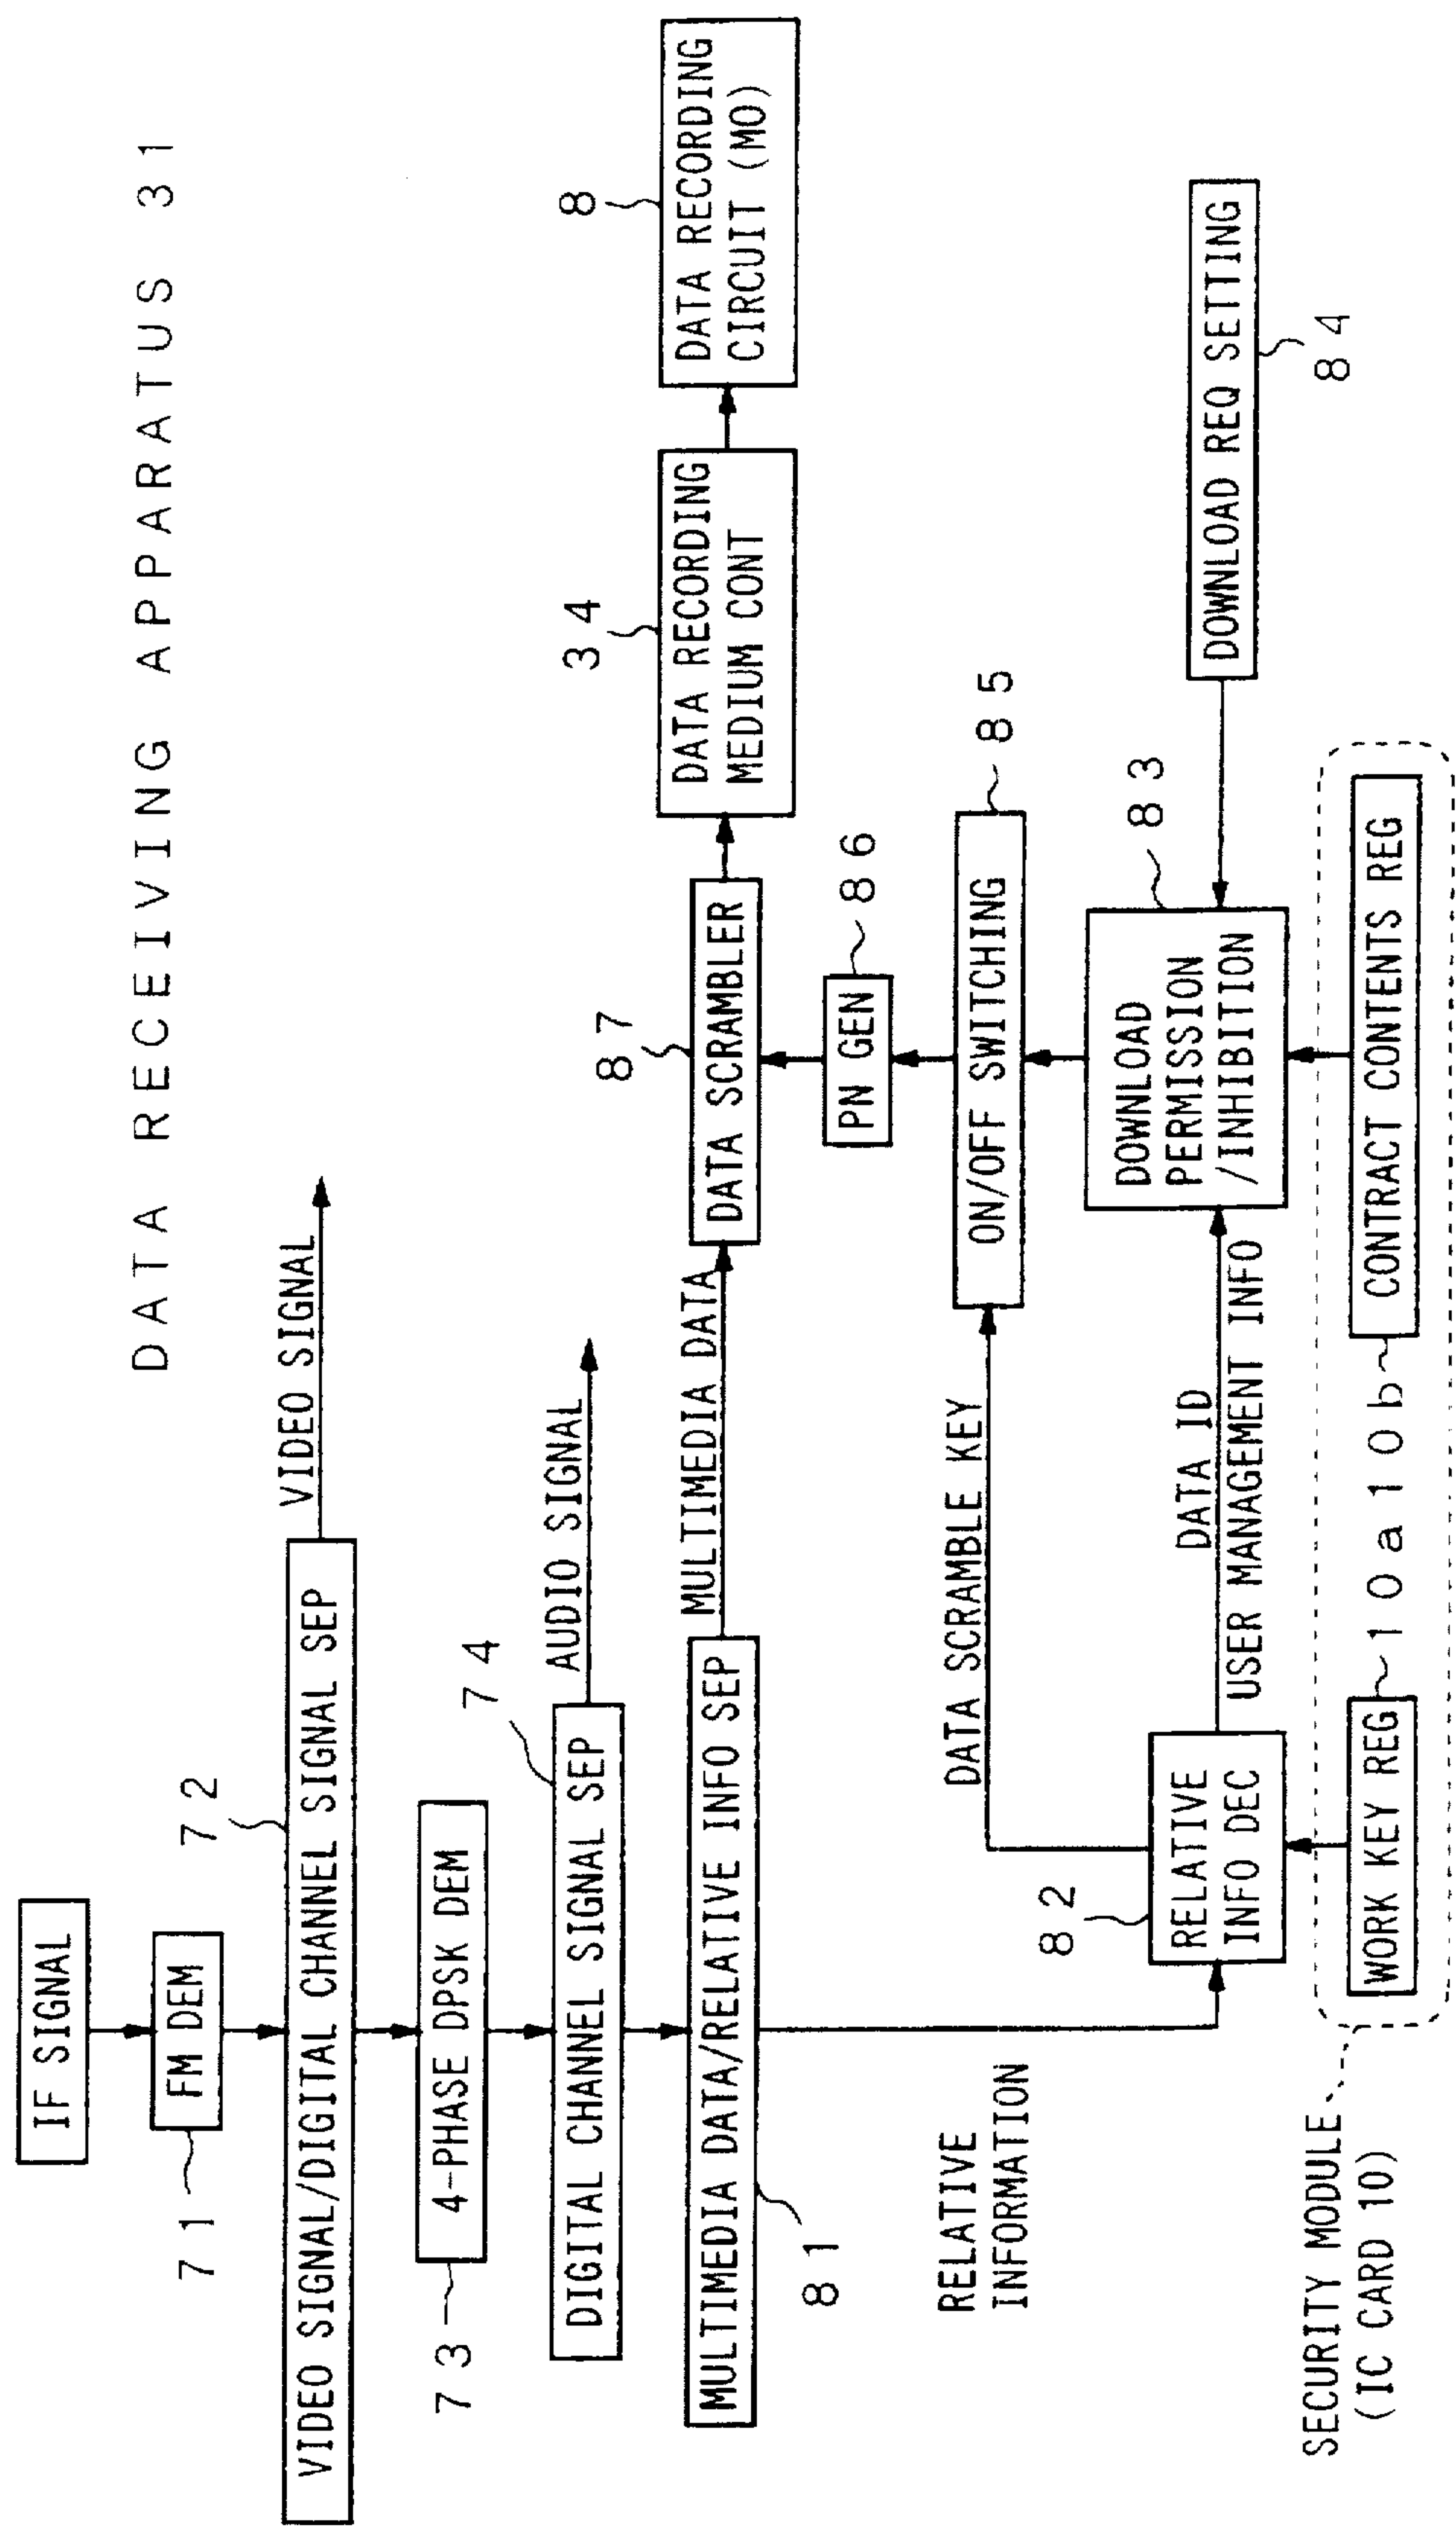 DATA RECEIVING APPARATUS 31
IF SIGNAL
71
FM DEM
72
VIDEO SIGNAL/DIGITAL CHANNEL SIGNAL SEP
VIDEO SIGNAL
73
4-PHASE DPSK DEM
74
DIGITAL CHANNEL SIGNAL SEP
AUDIO SIGNAL
81
MULTIMEDIA DATA/RELATIVE INFO SEP
MULTIMEDIA DATA
87
DATA SCRAMBLER
34
DATA RECORDING
MEDIUM CONT
8
DATA RECORDING
CIRCUIT (MO)
PN GEN
86
RELATIVE
INFORMATION
DATA SCRAMBLE KEY
ON/OFF SWITCHING
85
82
RELATIVE
INFO DEC
DATA ID
USER MANAGEMENT INFO
DOWNLOAD
PERMISSION
/INHIBITION
83
DOWNLOAD REQ SETTING
84
SECURITY MODULE
(IC CARD 10)
WORK KEY REG
10a
10b
CONTRACT CONTENTS REG